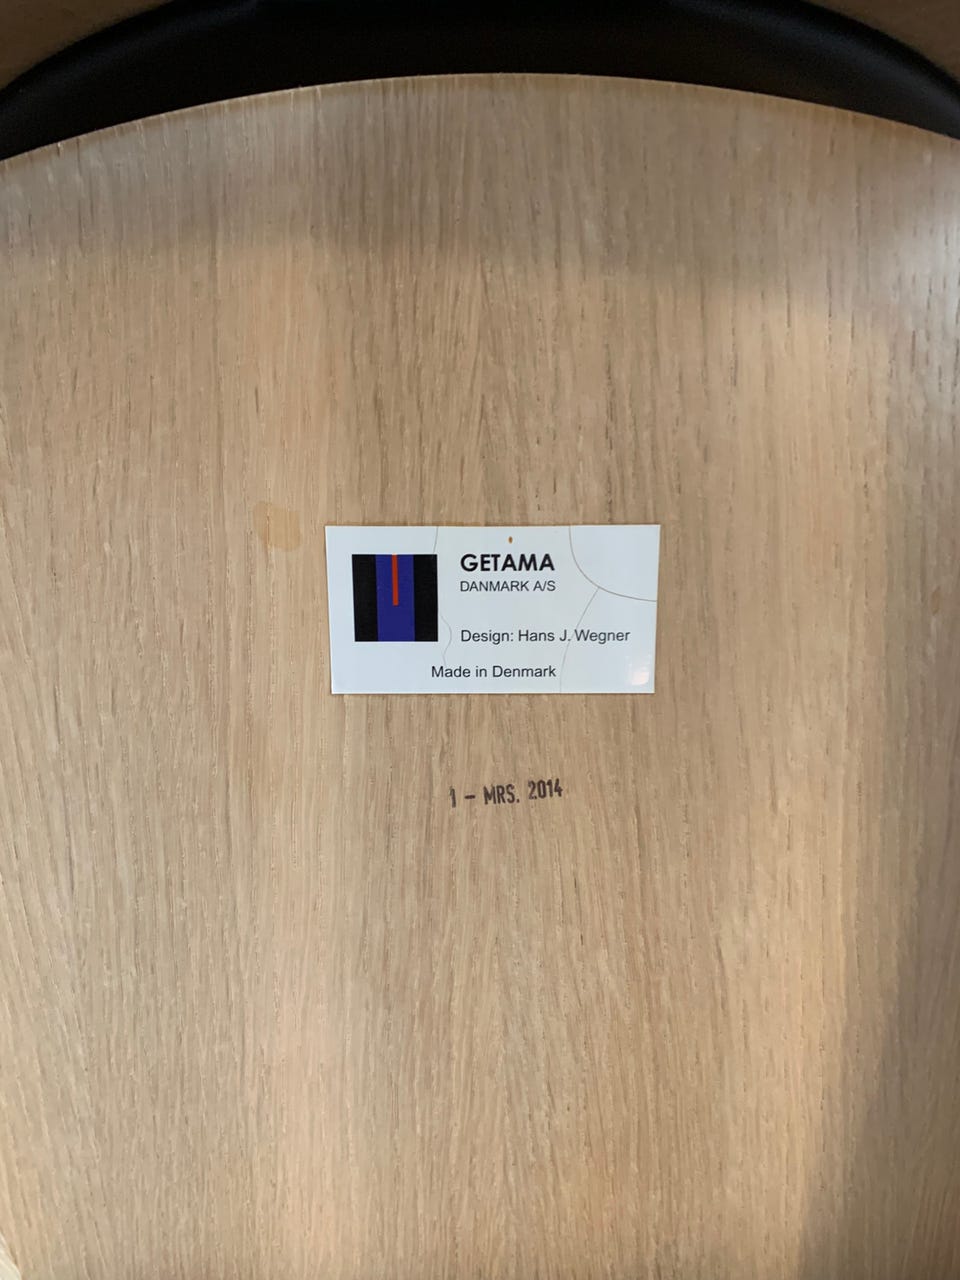 GETAMA
DANMARK A/S
Design: Hans J. Wegner
Made in Denmark
1 - MRS. 2014